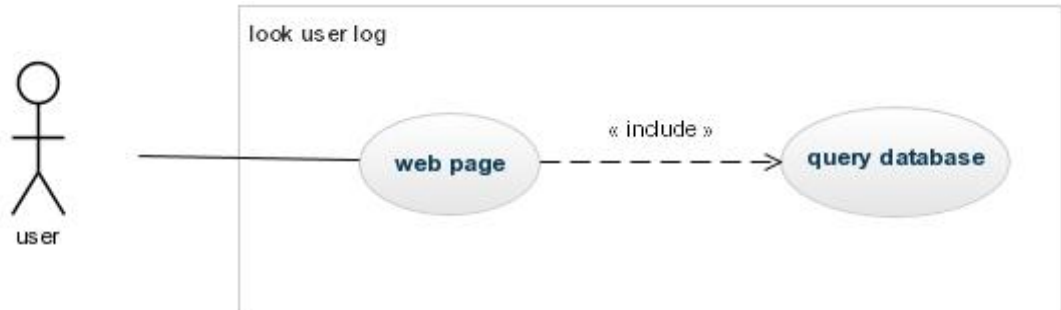 look user log
« include »
web page
query database
user